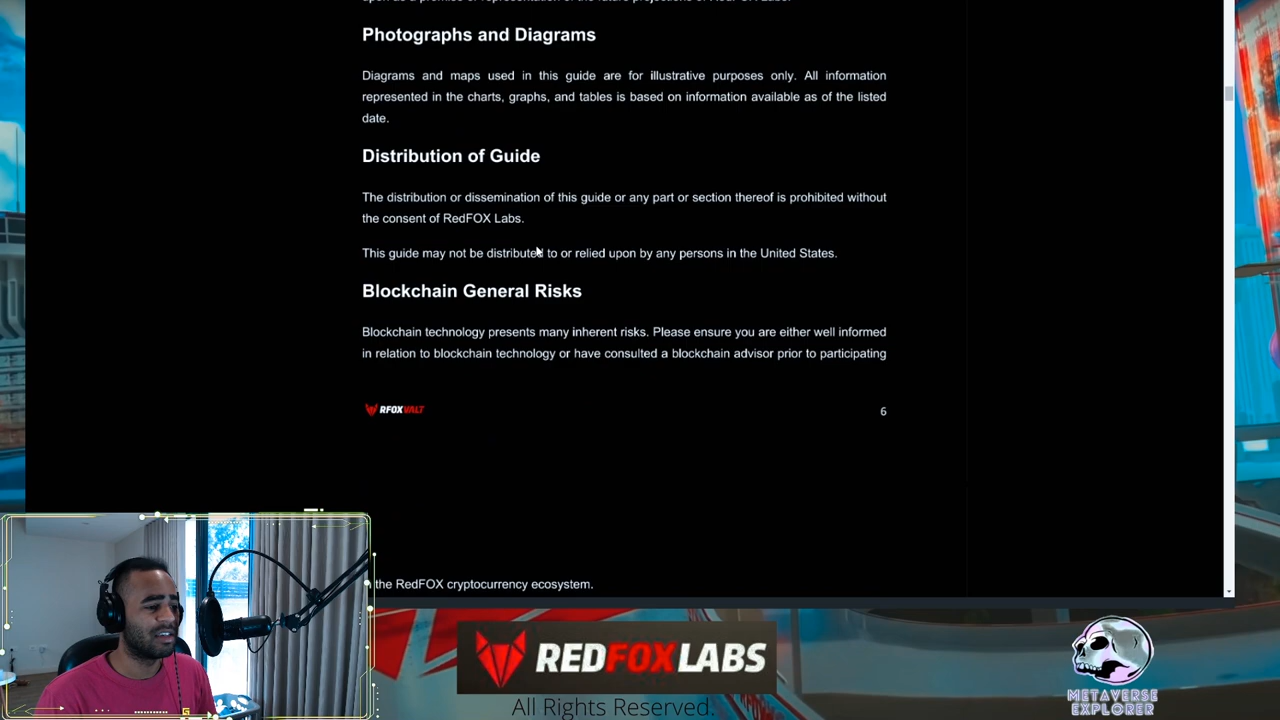 Photographs and Diagrams
Diagrams and maps used in this guide are for illustrative purposes only. All information
represented in the charts, graphs, and tables is based on information available as of the listed
date.
Distribution of Guide
The distribution or dissemination of this guide or any part or section thereof is prohibited without
the consent of RedFOX Labs.
This guide may not be distributed to or relied upon by any persons in the United States.
Blockchain General Risks
Blockchain technology presents many inherent risks. Please ensure you are either well informed
in relation to blockchain technology or have consulted a blockchain advisor prior to participating
RFOXVALT
6
the RedFOX cryptocurrency ecosystem.
REDFOXLABS
All Rights Reserved.
METAVERSE
EXPLORER